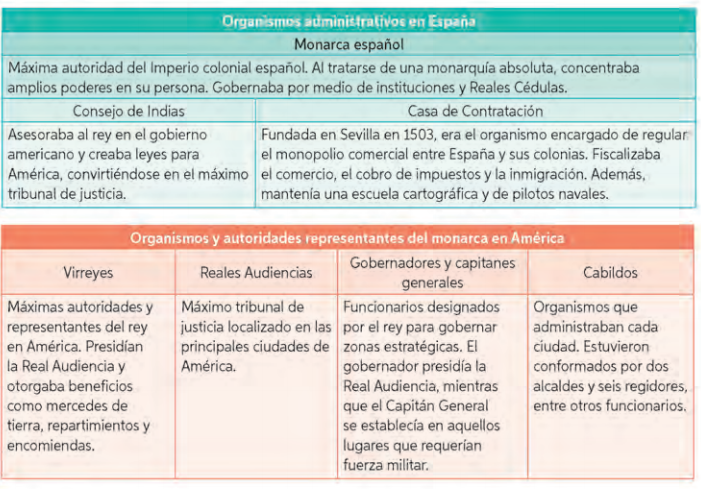 Organismos administrativos en España
Monarca español
Máxima autoridad del Imperio colonial español. Al tratarse de una monarquía absoluta, concentraba
amplios poderes en su persona. Gobernaba por medio de instituciones y Reales Cédulas.
Consejo de Indias
Asesoraba al rey en el gobierno
americano y creaba leyes para
América, convirtiéndose en el máximo
tribunal de justicia.
Casa de Contratación
Fundada en Sevilla en 1503, era el organismo encargado de regular
el monopolio comercial entre España y sus colonias. Fiscalizaba
el comercio, el cobro de impuestos y la inmigración. Además,
mantenía una escuela cartográfica y de pilotos navales.
Organismos y autoridades representantes del monarca en América
Virreyes
Máximas autoridades y
representantes del rey
en América. Presidían
la Real Audiencia y
otorgaba beneficios
como mercedes de
tierra, repartimientos y
encomiendas.
Reales Audiencias
Máximo tribunal de
justicia localizado en las
principales ciudades de
América.
Gobernadores y capitanes
generales
Funcionarios designados
por el rey para gobernar
zonas estratégicas. El
gobernador presidía la
Real Audiencia, mientras
que el Capitán General
se establecía en aquellos
lugares que requerían
fuerza militar.
Cabildos
Organismos que
administraban cada
ciudad. Estuvieron
conformados por dos
alcaldes y seis regidores,
entre otros funcionarios.